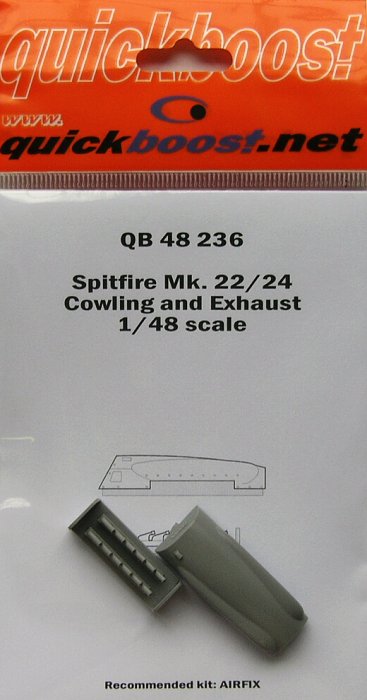 quickboost
www.
quickboost.net
QB 48 236
Spitfire Mk. 22/24
Cowling and Exhaust
1/48 scale
Recommended kit: AIRFIX